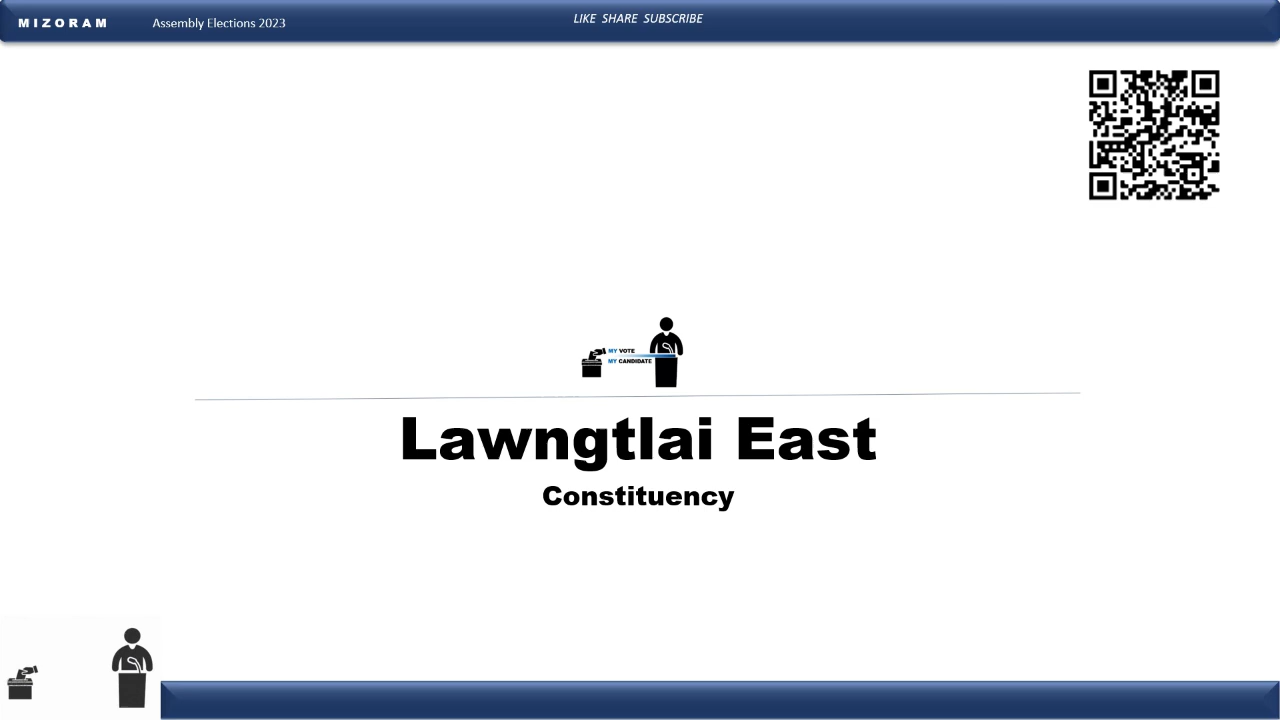 MIZORAM Assembly Elections 2023 LIKE SHARE SUBSCRIBE
MY VOTE
MY CANDIDATE
Lawngtlai East
Constituency